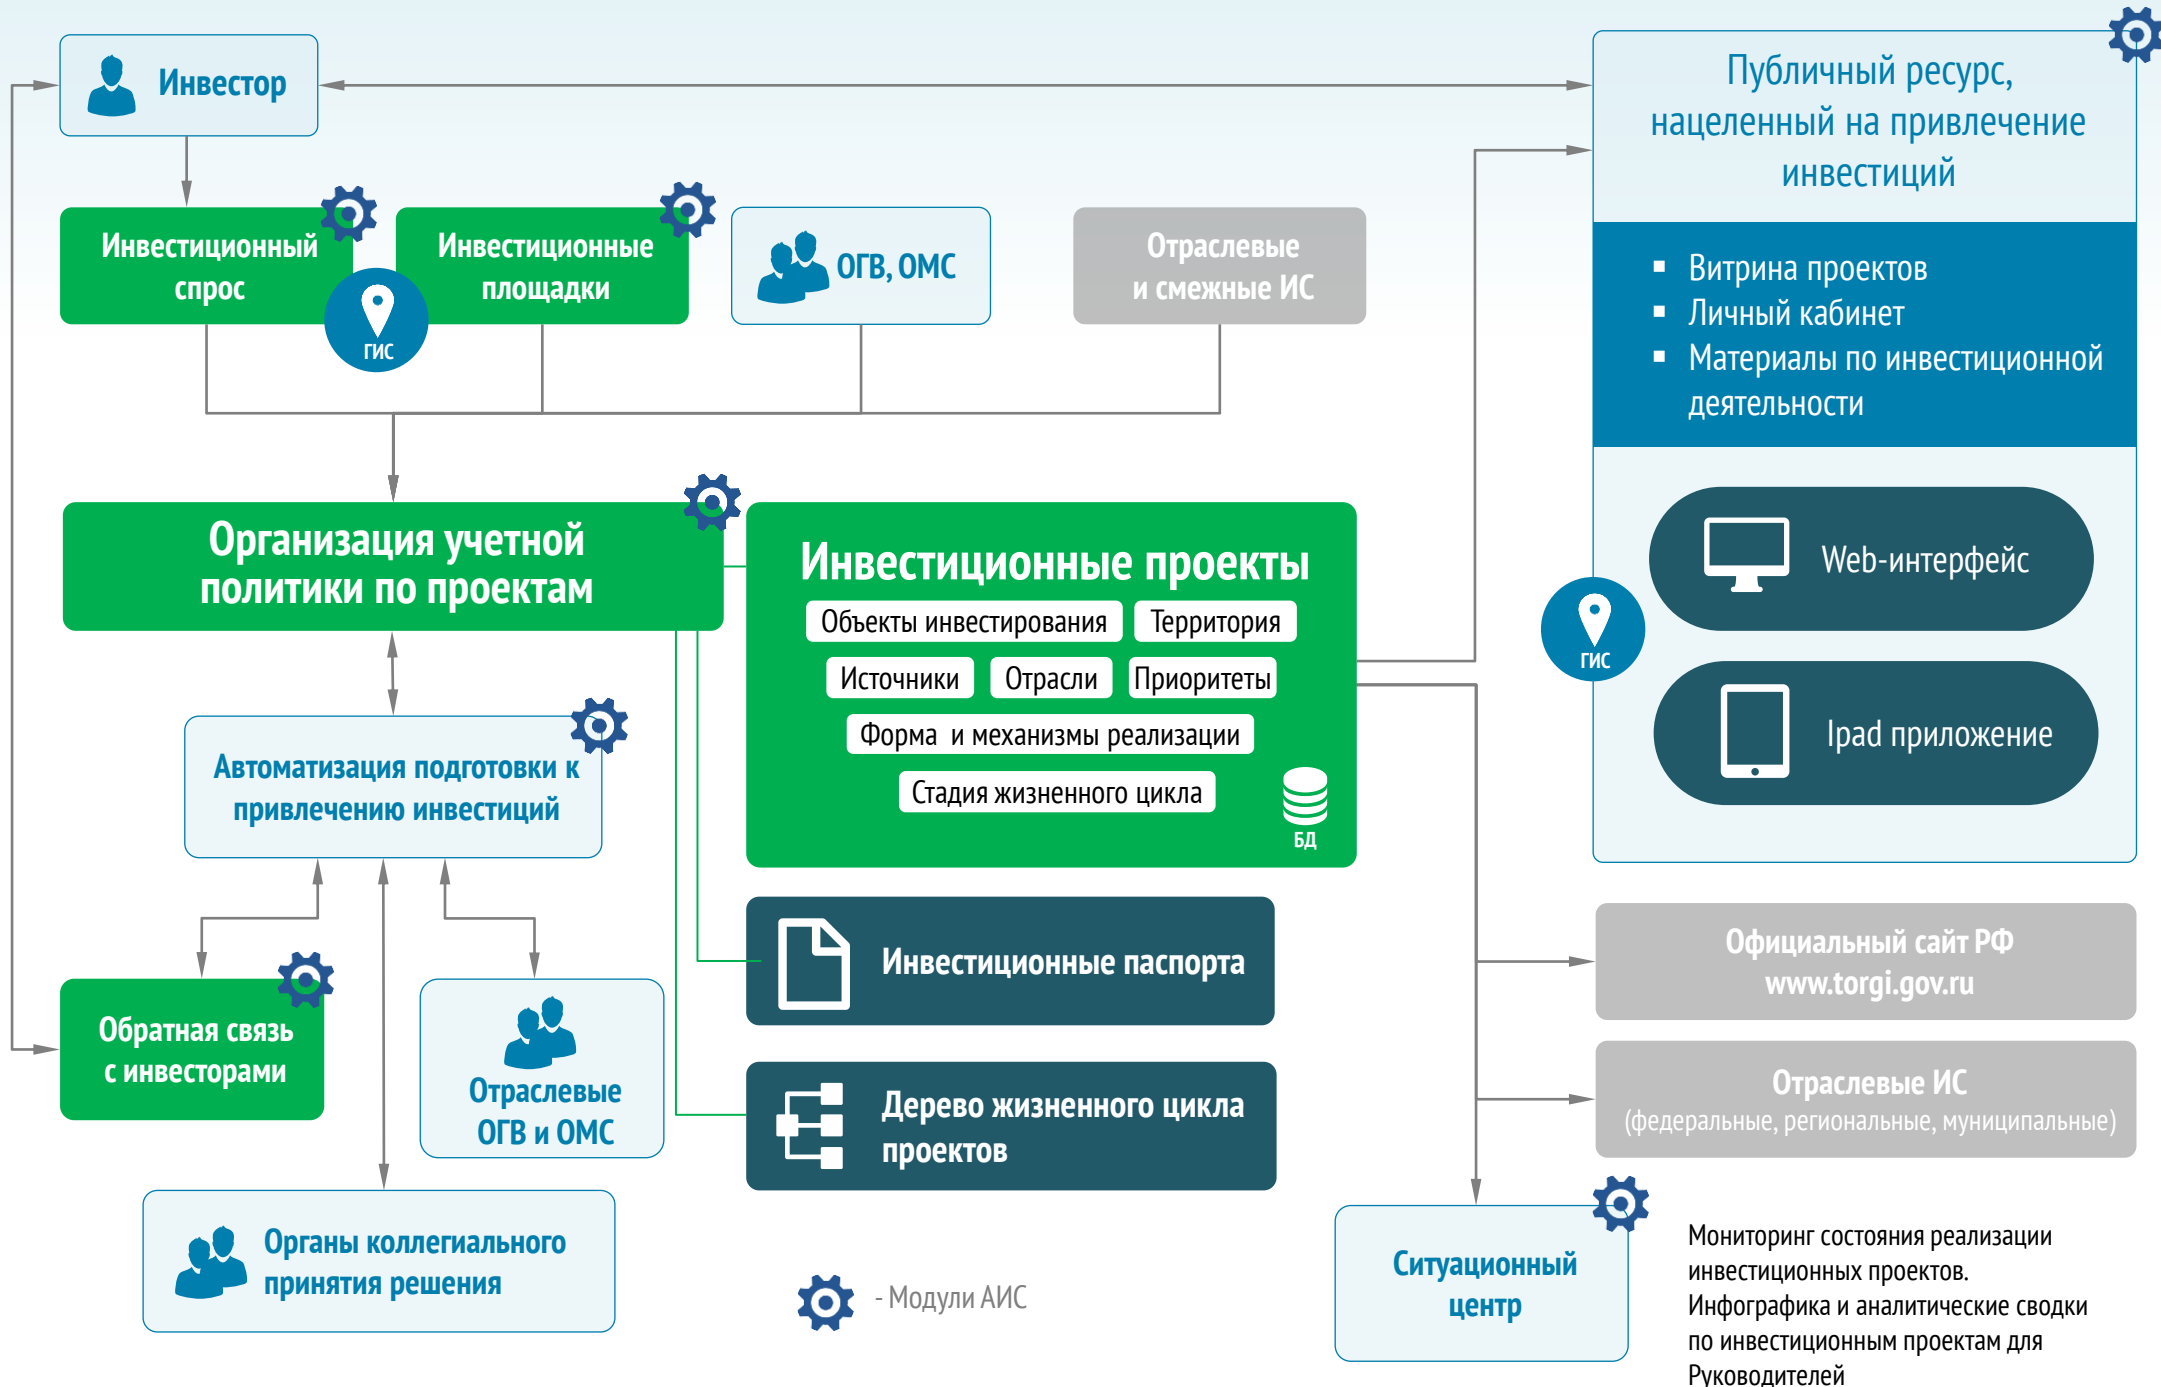 Инвестор
Публичный ресурс,
нацеленный на привлечение
инвестиций
Инвестиционный
спрос
ГИС
Инвестиционные
площадки
ОГВ, ОМС
Отраслевые
и смежные ИС
▪ Витрина проектов
▪ Личный кабинет
▪ Материалы по инвестиционной
деятельности
Web-интерфейс
ГИС
Ipad приложение
Организация учетной
политики по проектам
Инвестиционные проекты
Объекты инвестирования
Территория
Источники
Отрасли
Приоритеты
Форма и механизмы реализации
Стадия жизненного цикла
БД
Автоматизация подготовки к
привлечению инвестиций
Инвестиционные паспорта
Дерево жизненного цикла
проектов
Обратная связь
с инвесторами
Отраслевые
ОГВ и ОМС
Органы коллегиального
принятия решения
Официальный сайт РФ
www.torgi.gov.ru
Отраслевые ИС
(федеральные, региональные, муниципальные)
Ситуационный
центр
Мониторинг состояния реализации
инвестиционных проектов.
Инфографика и аналитические сводки
по инвестиционным проектам для
Руководителей
- Модули АИС